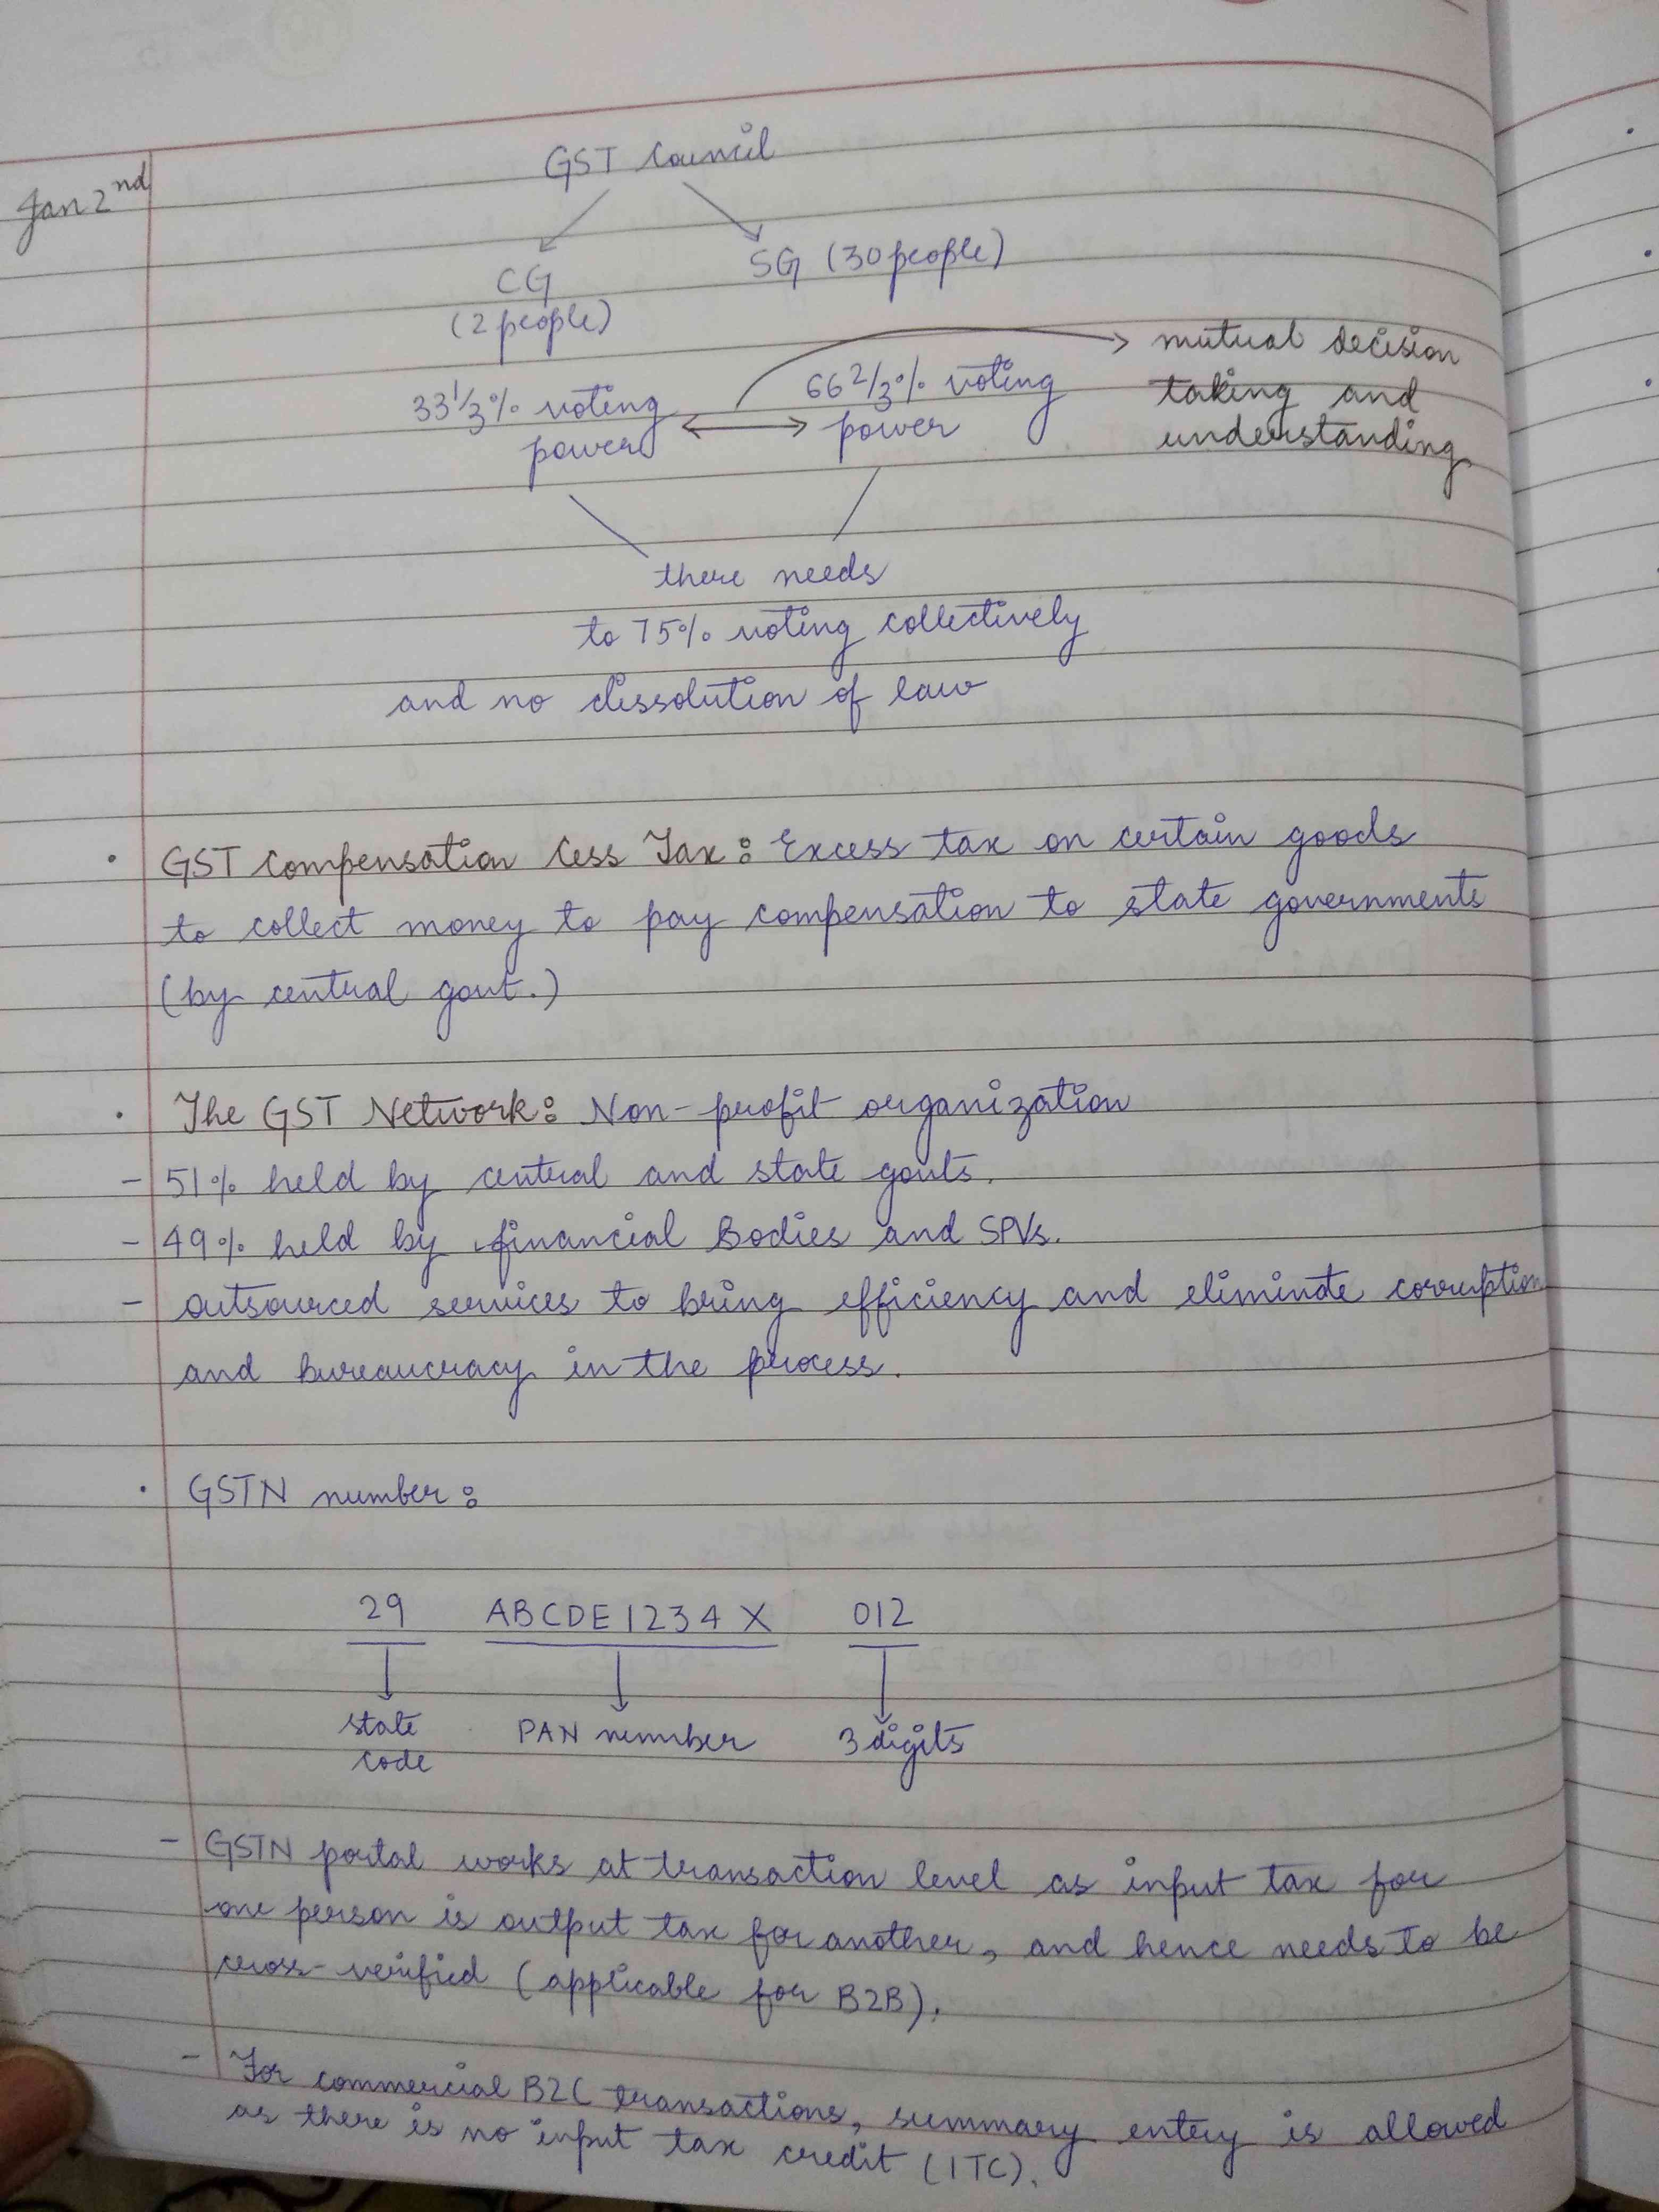 Jan 2nd
GST Council
CG
(2 people)
SG (30 people)
33 1/3% voting
power
66 2/3% voting
power
mutual decision
taking and
understanding
there needs
to 75% voting collectively
and no dissolution of law
• GST Compensation Cess Tax: Excess tax on certain goods
to collect money to pay compensation to state governments
(by central govt.)
• The GST Network: Non-profit organization
- 51% held by central and state govts.
- 49% held by financial Bodies and SPVs.
- outsourced services to bring efficiency and eliminate corruption
and bureaucracy in the process.
• GSTN number:
29 ABCDE1234X 012
state
code
PAN number
3 digits
- GSTN portal works at transaction level as input tax for
one person is output tax for another, and hence needs to be
cross-verified (applicable for B2B).
- For commercial B2C transactions, summary entry is allowed
as there is no input tax credit (ITC).